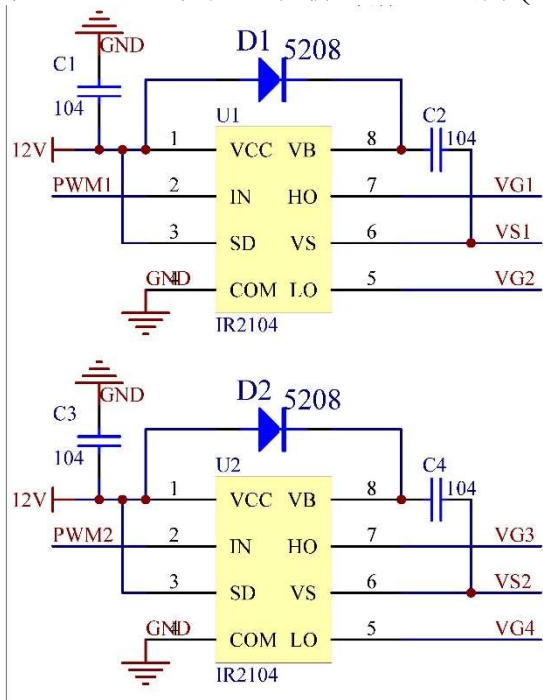 GND
D1 5208
C1
104
U1
C2
104
12V
1 VCC VB 8
PWM1 2 IN HO 7 VG1
3 SD VS 6 VS1
GND 4 COM LO 5 VG2
IR2104
GND
D2 5208
C3
104
U2
C4
104
12V
1 VCC VB 8
PWM2 2 IN HO 7 VG3
3 SD VS 6 VS2
GND 4 COM LO 5 VG4
IR2104